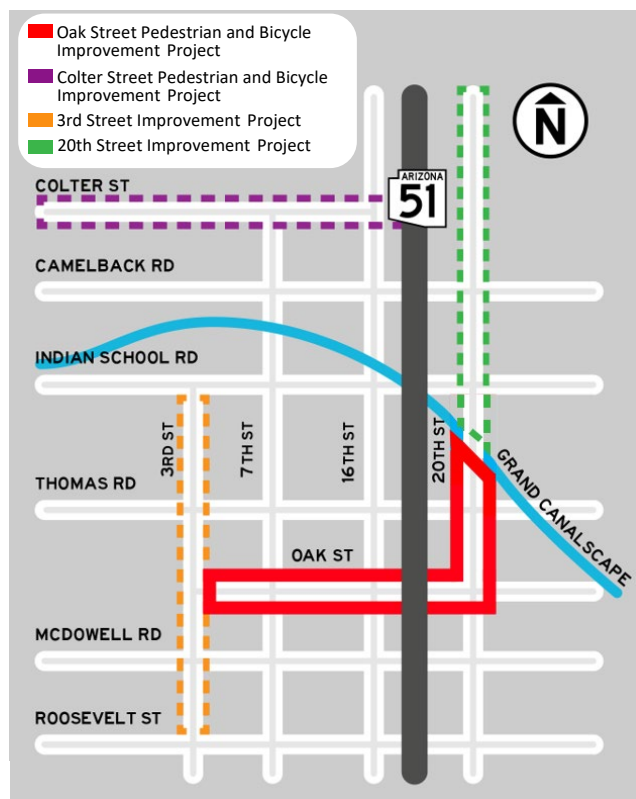 Oak Street Pedestrian and Bicycle
Improvement Project
Colter Street Pedestrian and Bicycle
Improvement Project
3rd Street Improvement Project
20th Street Improvement Project
N
ARIZONA
51
COLTER ST
CAMELBACK RD
INDIAN SCHOOL RD
3RD ST
7TH ST
16TH ST
20TH ST
GRAND CANALSCAPE
THOMAS RD
OAK ST
MCDOWELL RD
ROOSEVELT ST